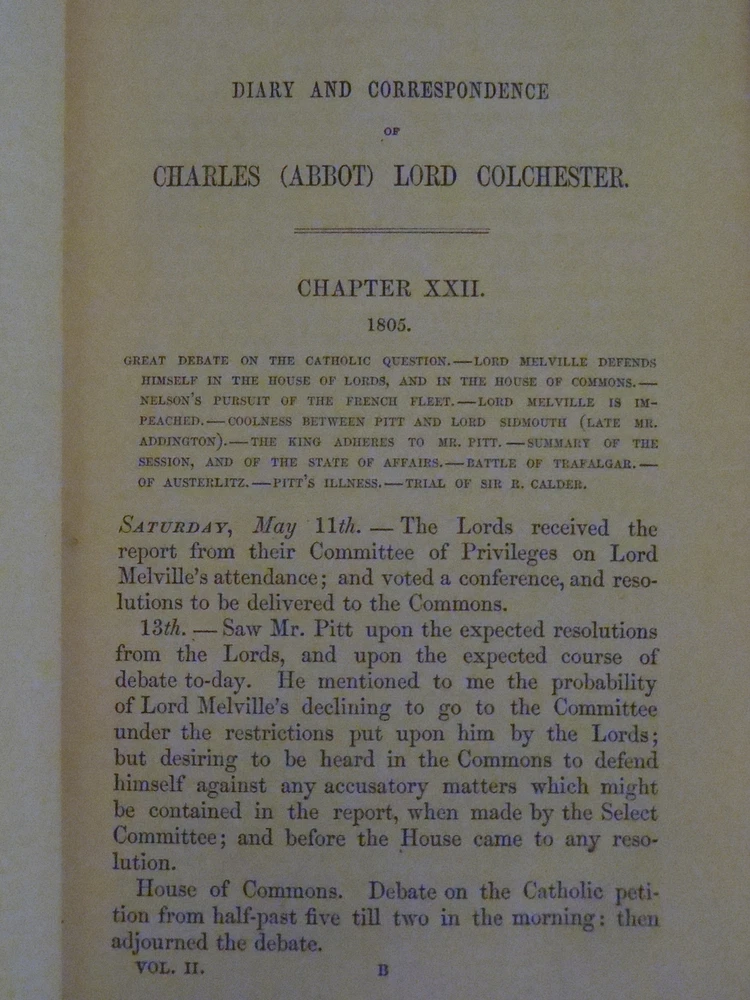 DIARY AND CORRESPONDENCE
OF
CHARLES (ABBOT) LORD COLCHESTER.
CHAPTER XXII.
1805.
GREAT DEBATE ON THE CATHOLIC QUESTION.—LORD MELVILLE DEFENDS
HIMSELF IN THE HOUSE OF LORDS, AND IN THE HOUSE OF COMMONS.—
NELSON'S PURSUIT OF THE FRENCH FLEET.—LORD MELVILLE IS IM-
PEACHED.—COOLNESS BETWEEN PITT AND LORD SIDMOUTH (LATE MR.
ADDINGTON).—THE KING ADHERES TO MR. PITT.—SUMMARY OF THE
SESSION, AND OF THE STATE OF AFFAIRS.—BATTLE OF TRAFALGAR.—
OF AUSTERLITZ.—PITT'S ILLNESS.—TRIAL OF SIR R. CALDER.
SATURDAY, May 11th. — The Lords received the
report from their Committee of Privileges on Lord
Melville's attendance; and voted a conference, and reso-
lutions to be delivered to the Commons.
13th. — Saw Mr. Pitt upon the expected resolutions
from the Lords, and upon the expected course of
debate to-day. He mentioned to me the probability
of Lord Melville's declining to go to the Committee
under the restrictions put upon him by the Lords;
but desiring to be heard in the Commons to defend
himself against any accusatory matters which might
be contained in the report, when made by the Select
Committee; and before the House came to any reso-
lution.
House of Commons. Debate on the Catholic peti-
tion from half-past five till two in the morning: then
adjourned the debate.
VOL. II. B